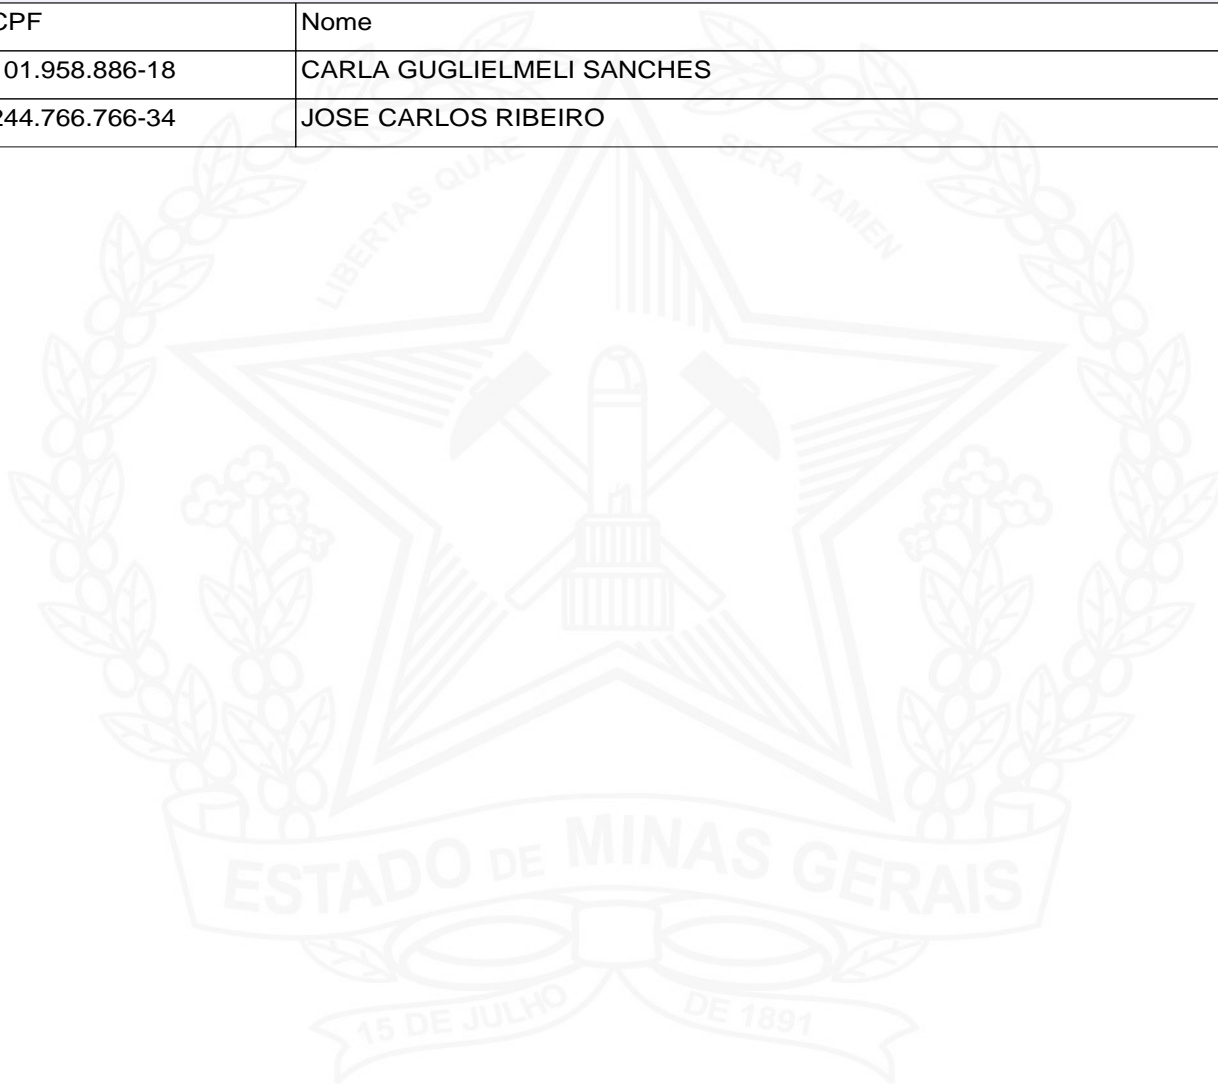 CPF Nome
01.958.886-18 CARLA GUGLIELMELI SANCHES
244.766.766-34 JOSE CARLOS RIBEIRO
LIBERTAS QUAE SERA TAMEN
ESTADO DE MINAS GERAIS
15 DE JULHO DE 1891